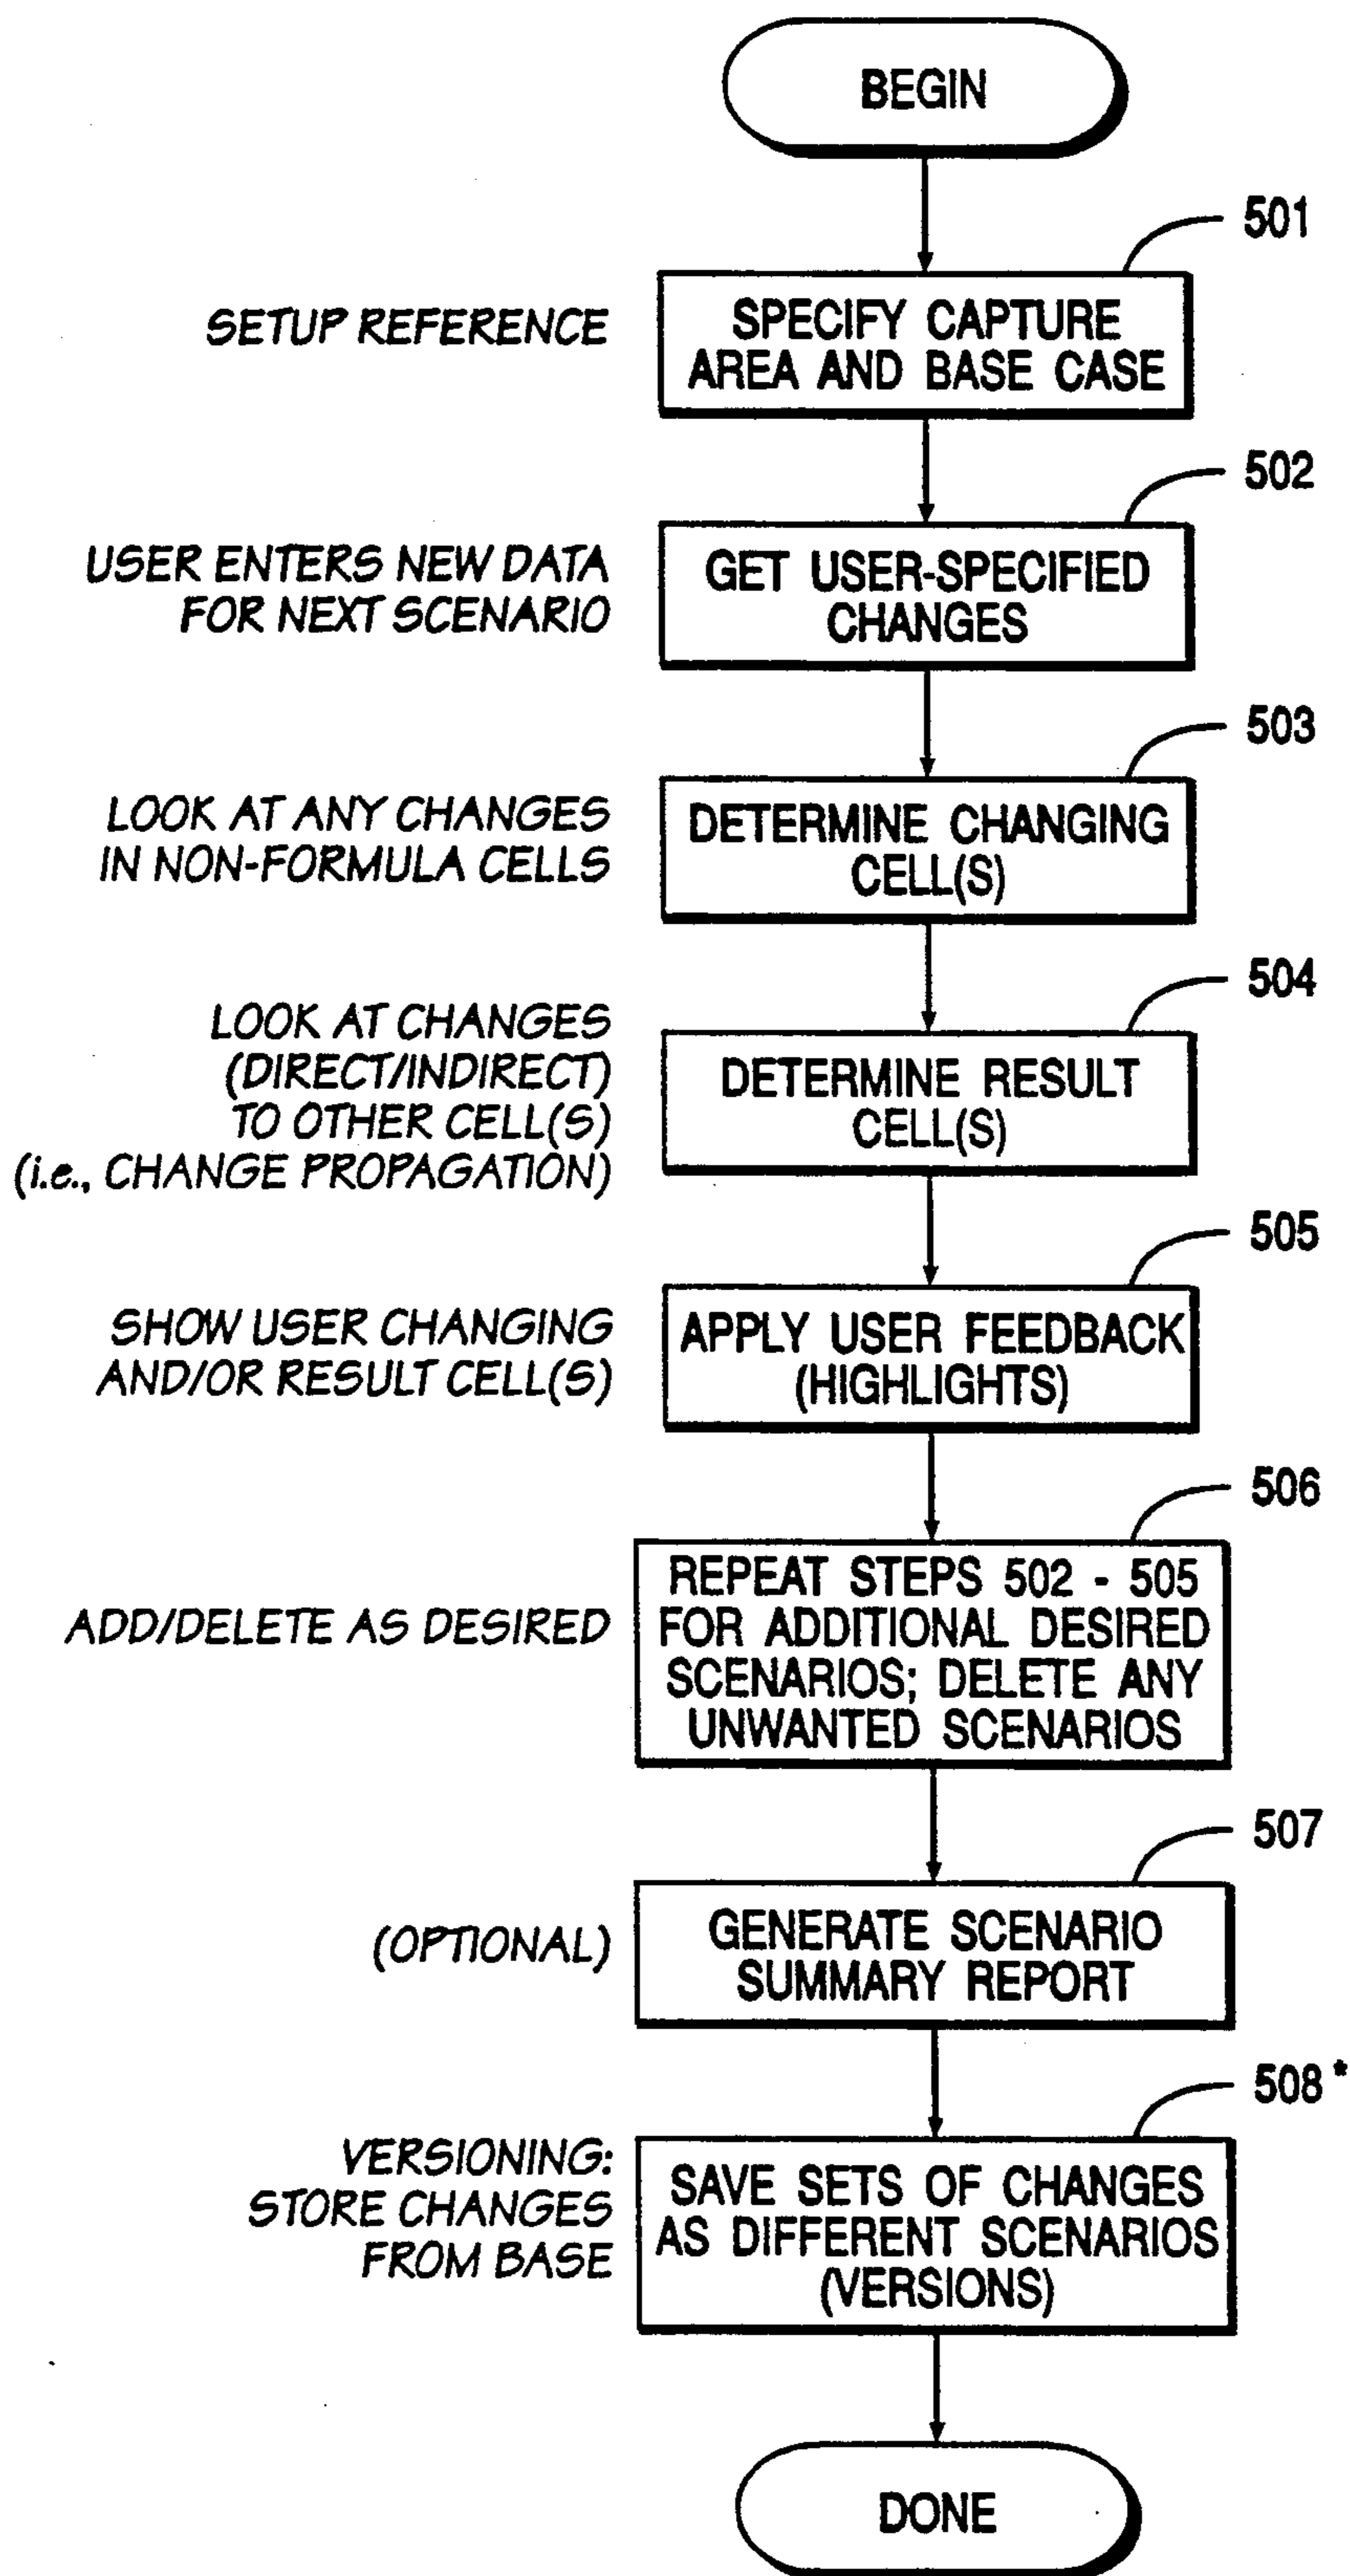 BEGIN
501
SETUP REFERENCE
SPECIFY CAPTURE
AREA AND BASE CASE
502
USER ENTERS NEW DATA
FOR NEXT SCENARIO
GET USER-SPECIFIED
CHANGES
503
LOOK AT ANY CHANGES
IN NON-FORMULA CELLS
DETERMINE CHANGING
CELL(S)
504
LOOK AT CHANGES
(DIRECT/INDIRECT)
TO OTHER CELL(S)
(i.e., CHANGE PROPAGATION)
DETERMINE RESULT
CELL(S)
505
SHOW USER CHANGING
AND/OR RESULT CELL(S)
APPLY USER FEEDBACK
(HIGHLIGHTS)
506
ADD/DELETE AS DESIRED
REPEAT STEPS 502 - 505
FOR ADDITIONAL DESIRED
SCENARIOS; DELETE ANY
UNWANTED SCENARIOS
507
(OPTIONAL)
GENERATE SCENARIO
SUMMARY REPORT
508*
VERSIONING:
STORE CHANGES
FROM BASE
SAVE SETS OF CHANGES
AS DIFFERENT SCENARIOS
(VERSIONS)
DONE